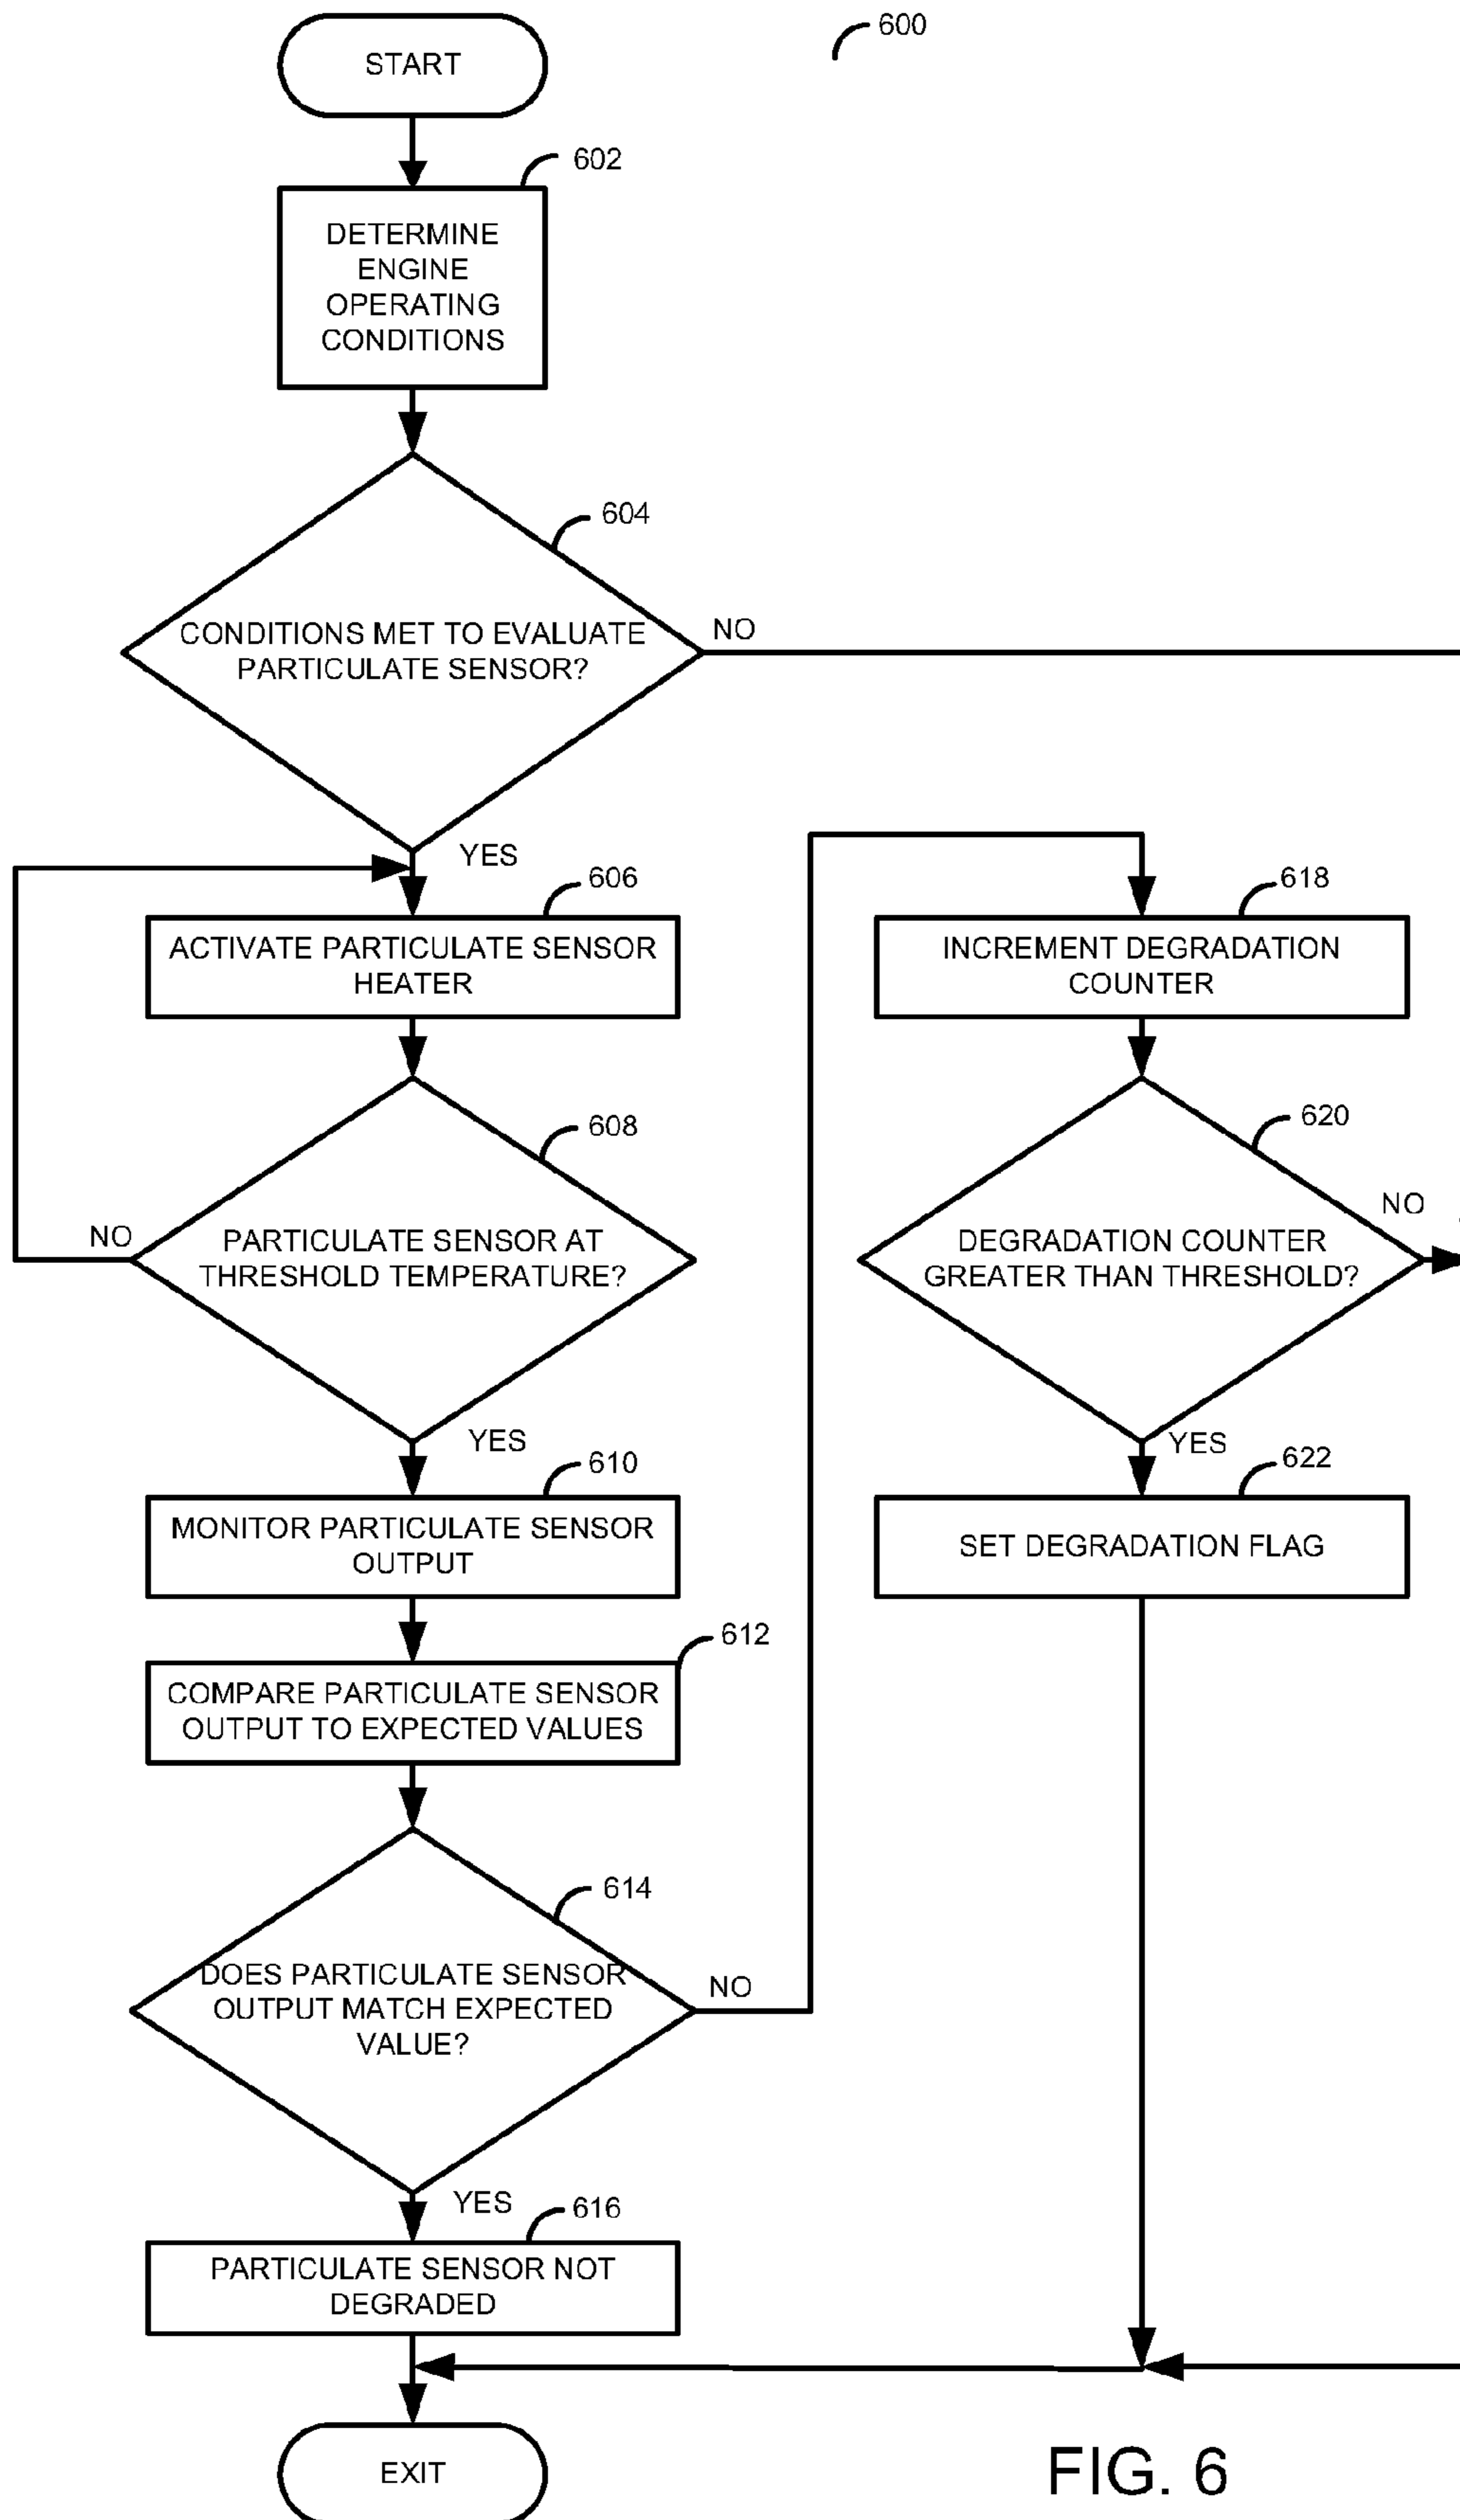 600
START
602
DETERMINE
ENGINE
OPERATING
CONDITIONS
604
CONDITIONS MET TO EVALUATE
PARTICULATE SENSOR?
NO
YES
606
ACTIVATE PARTICULATE SENSOR
HEATER
608
PARTICULATE SENSOR AT
THRESHOLD TEMPERATURE?
NO
YES
610
MONITOR PARTICULATE SENSOR
OUTPUT
612
COMPARE PARTICULATE SENSOR
OUTPUT TO EXPECTED VALUES
614
DOES PARTICULATE SENSOR
OUTPUT MATCH EXPECTED
VALUE?
NO
YES
616
PARTICULATE SENSOR NOT
DEGRADED
EXIT
618
INCREMENT DEGRADATION
COUNTER
620
DEGRADATION COUNTER
GREATER THAN THRESHOLD?
NO
YES
622
SET DEGRADATION FLAG
FIG. 6